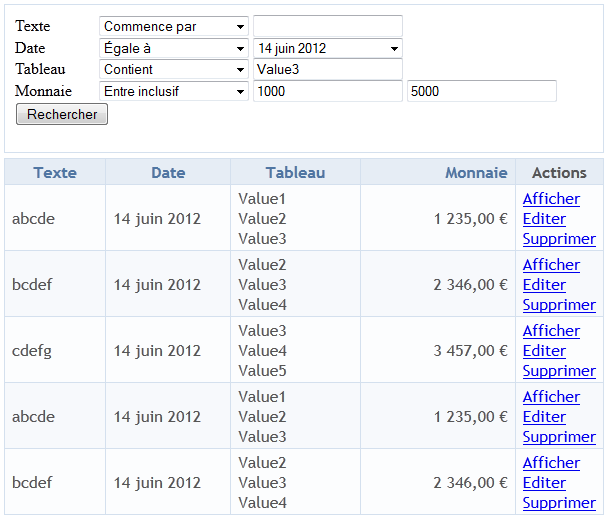 Texte Commence par
Date Égale à 14 juin 2012
Tableau Contient Value3
Monnaie Entre inclusif 1000 5000
Rechercher
Texte Date Tableau Monnaie Actions
abcde 14 juin 2012 Value1 Value2 Value3 1 235,00 € Afficher Editer Supprimer
bcdef 14 juin 2012 Value2 Value3 Value4 2 346,00 € Afficher Editer Supprimer
cdefg 14 juin 2012 Value3 Value4 Value5 3 457,00 € Afficher Editer Supprimer
abcde 14 juin 2012 Value1 Value2 Value3 1 235,00 € Afficher Editer Supprimer
bcdef 14 juin 2012 Value2 Value3 Value4 2 346,00 € Afficher Editer Supprimer